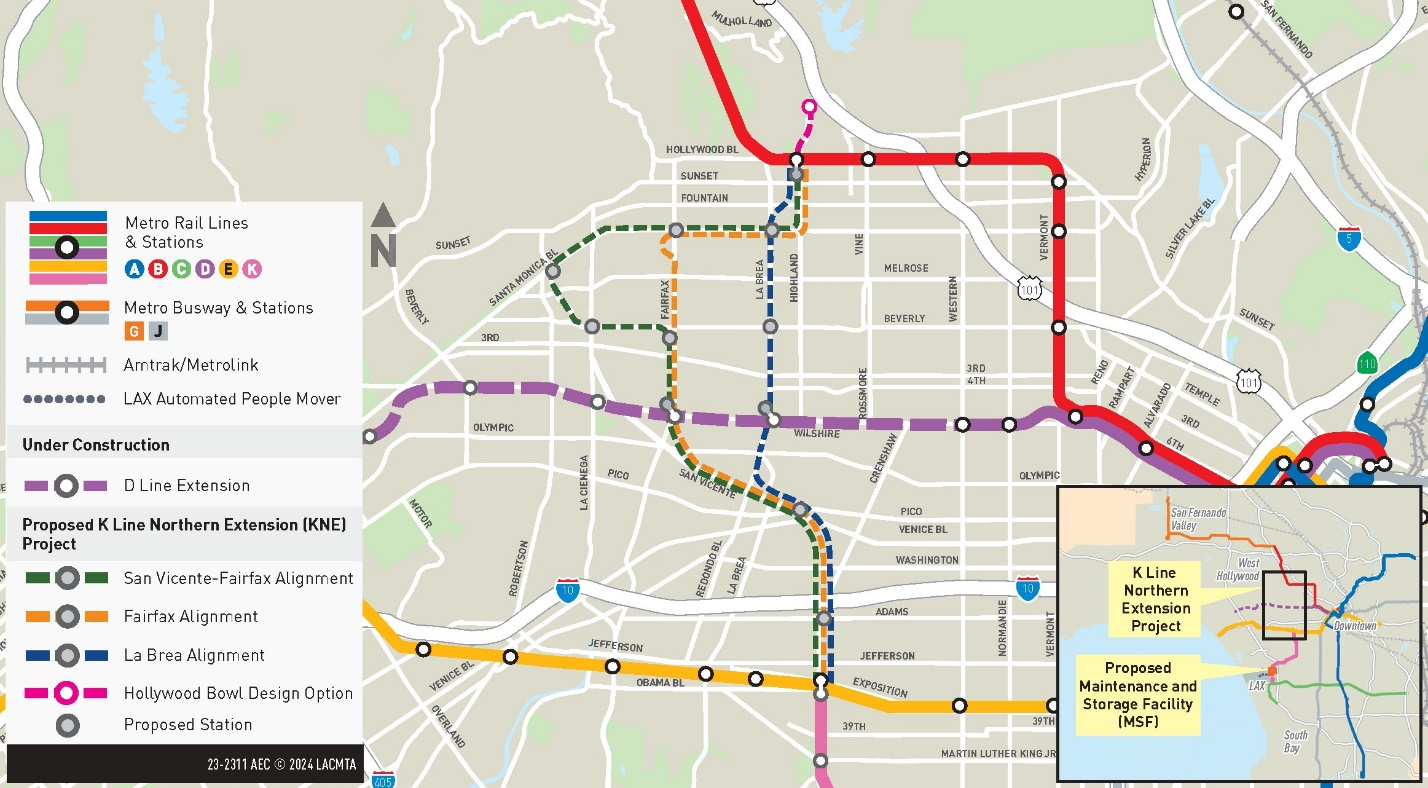 MULHOLLAND
SAN FERNANDO
HOLLYWOOD BL
SUNSET
FOUNTAIN
HYPERION
SILVER LAKE BL
VERMONT
5
N
SUNSET
SANTA MONICA BL
BEVERLY
FAIRFAX
LA BREA
HIGHLAND
VINE
MELROSE
WESTERN
101
BEVERLY
SUNSET
3RD
3RD
4TH
ROSSMORE
RENO
RAMPART
ALVARADO
TEMPLE
3RD
6TH
101
110
OLYMPIC
WILSHIRE
CRENSHAW
OLYMPIC
LA CIENEGA
PICO
SAN VICENTE
PICO
VENICE BL
WASHINGTON
MOTOR
ROBERTSON
REDONDO BL
LA BREA
10
10
ADAMS
NORMANDIE
VERMONT
JEFFERSON
JEFFERSON
VENICE BL
OBAMA BL
EXPOSITION
OVERLAND
39TH
39TH
MARTIN LUTHER KING JR
405
Metro Rail Lines
& Stations
A B C D E K
Metro Busway & Stations
G J
Amtrak/Metrolink
LAX Automated People Mover
Under Construction
D Line Extension
Proposed K Line Northern Extension (KNE)
Project
San Vicente-Fairfax Alignment
Fairfax Alignment
La Brea Alignment
Hollywood Bowl Design Option
Proposed Station
23-2311 AEC © 2024 LACMTA
San Fernando
Valley
West
Hollywood
K Line
Northern
Extension
Project
Downtown
Proposed
Maintenance and
Storage Facility
(MSF)
LAX
South
Bay